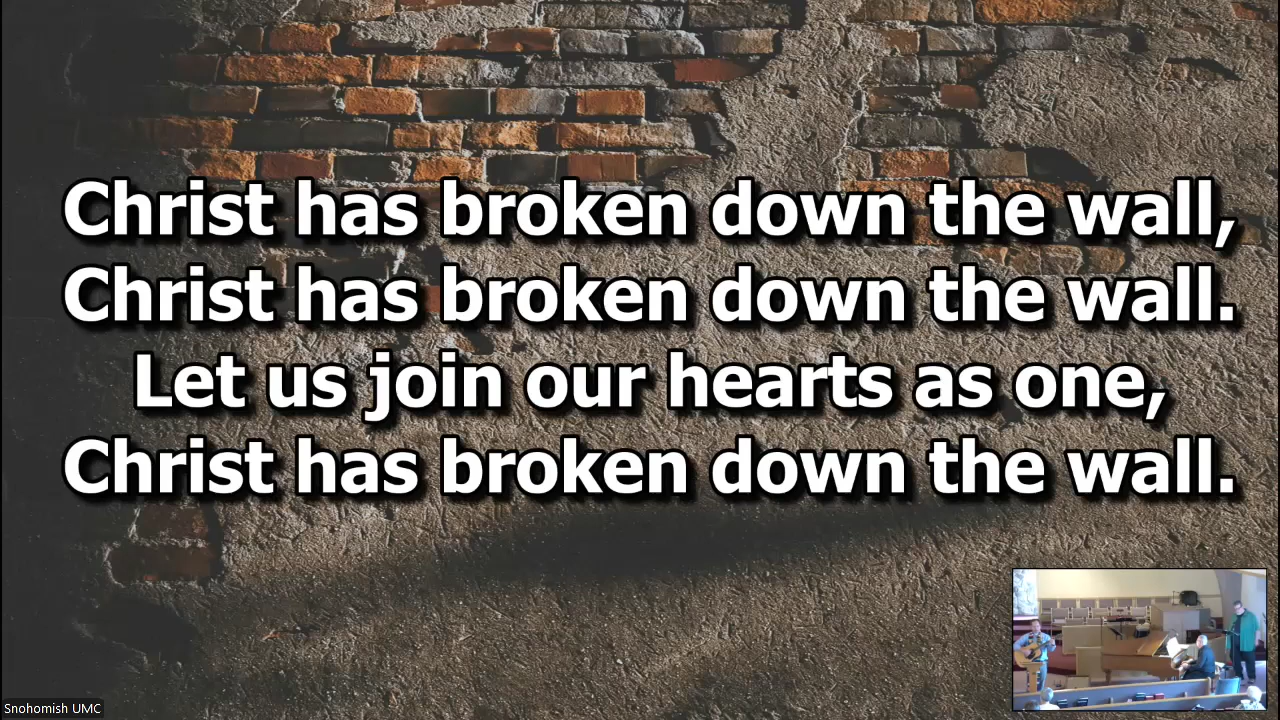 Christ has broken down the wall,
Christ has broken down the wall.
Let us join our hearts as one,
Christ has broken down the wall.
Snohomish UMC